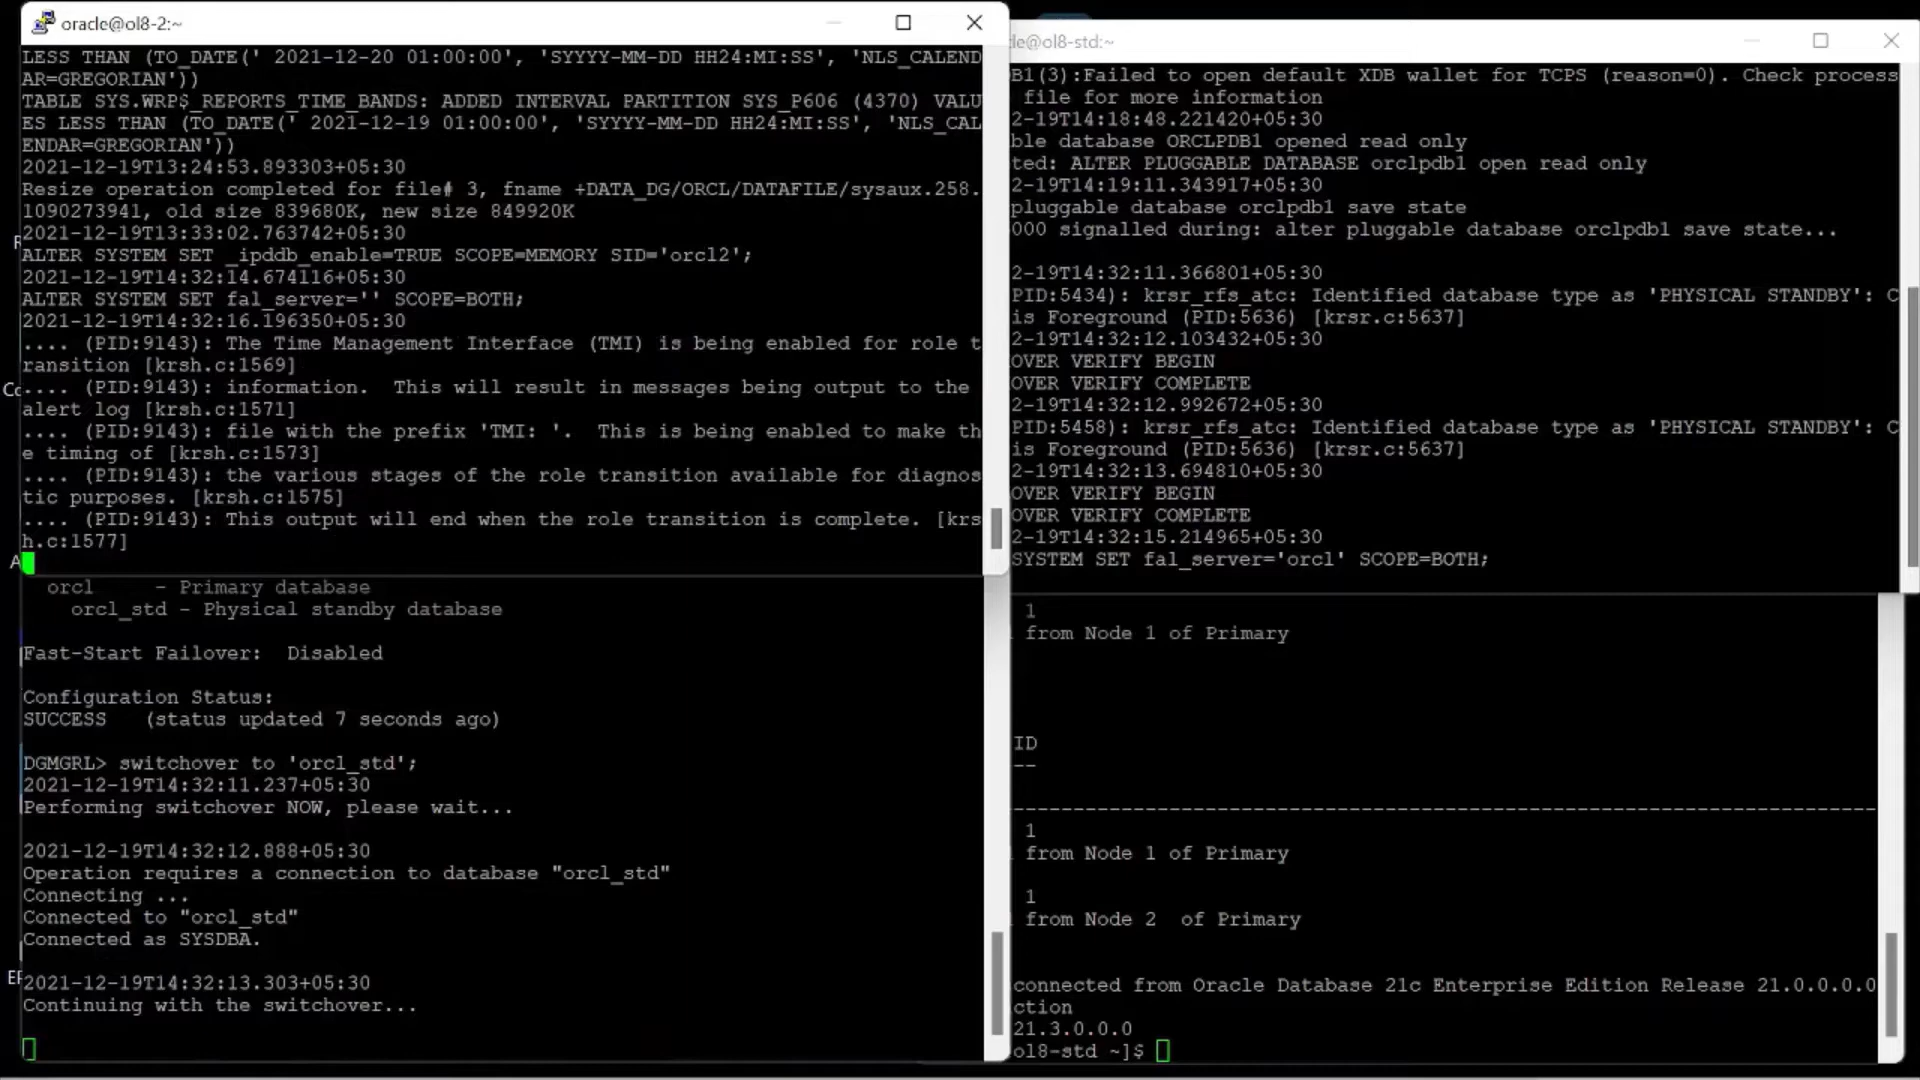 oracle@ol8-2:~
LESS THAN (TO_DATE(' 2021-12-20 01:00:00', 'SYYYY-MM-DD HH24:MI:SS', 'NLS_CALEND
AR=GREGORIAN'))
TABLE SYS.WRP$_REPORTS_TIME_BANDS: ADDED INTERVAL PARTITION SYS_P606 (4370) VALU
ES LESS THAN (TO_DATE(' 2021-12-19 01:00:00', 'SYYYY-MM-DD HH24:MI:SS', 'NLS_CAL
ENDAR=GREGORIAN'))
2021-12-19T13:24:53.893303+05:30
Resize operation completed for file# 3, fname +DATA_DG/ORCL/DATAFILE/sysaux.258.
1090273941, old size 839680K, new size 849920K
2021-12-19T13:33:02.763742+05:30
ALTER SYSTEM SET _ipddb_enable=TRUE SCOPE=MEMORY SID='orcl2';
2021-12-19T14:32:14.674116+05:30
ALTER SYSTEM SET fal_server='' SCOPE=BOTH;
2021-12-19T14:32:16.196350+05:30
.... (PID:9143): The Time Management Interface (TMI) is being enabled for role t
ransition [krsh.c:1569]
.... (PID:9143): information.  This will result in messages being output to the
alert log [krsh.c:1571]
.... (PID:9143): file with the prefix 'TMI: '.  This is being enabled to make th
e timing of [krsh.c:1573]
.... (PID:9143): the various stages of the role transition available for diagnos
tic purposes. [krsh.c:1575]
.... (PID:9143): This output will end when the role transition is complete. [krs
h.c:1577]
orcl     - Primary database
orcl_std - Physical standby database
Fast-Start Failover:  Disabled
Configuration Status:
SUCCESS   (status updated 7 seconds ago)
DGMGRL> switchover to 'orcl_std';
2021-12-19T14:32:11.237+05:30
Performing switchover NOW, please wait...
2021-12-19T14:32:12.888+05:30
Operation requires a connection to database "orcl_std"
Connecting ...
Connected to "orcl_std"
Connected as SYSDBA.
2021-12-19T14:32:13.303+05:30
Continuing with the switchover...
le@ol8-std:~
B1(3):Failed to open default XDB wallet for TCPS (reason=0). Check process
file for more information
2-19T14:18:48.221420+05:30
ble database ORCLPDB1 opened read only
ted: ALTER PLUGGABLE DATABASE orclpdb1 open read only
2-19T14:19:11.343917+05:30
pluggable database orclpdb1 save state
000 signalled during: alter pluggable database orclpdb1 save state...
2-19T14:32:11.366801+05:30
PID:5434): krsr_rfs_atc: Identified database type as 'PHYSICAL STANDBY': C
is Foreground (PID:5636) [krsr.c:5637]
2-19T14:32:12.103432+05:30
OVER VERIFY BEGIN
OVER VERIFY COMPLETE
2-19T14:32:12.992672+05:30
PID:5458): krsr_rfs_atc: Identified database type as 'PHYSICAL STANDBY': C
is Foreground (PID:5636) [krsr.c:5637]
2-19T14:32:13.694810+05:30
OVER VERIFY BEGIN
OVER VERIFY COMPLETE
2-19T14:32:15.214965+05:30
SYSTEM SET fal_server='orcl' SCOPE=BOTH;
1
from Node 1 of Primary
ID
--
-----------------------------------------------------------------------
1
from Node 1 of Primary
1
from Node 2  of Primary
connected from Oracle Database 21c Enterprise Edition Release 21.0.0.0.0
ction
21.3.0.0.0
ol8-std ~]$